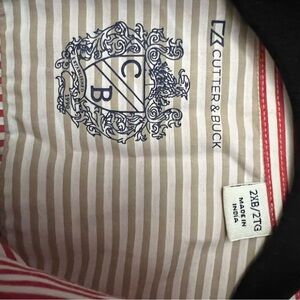 CUTTER & BUCK
C
B
2XB/2TG
MADE IN
INDIA